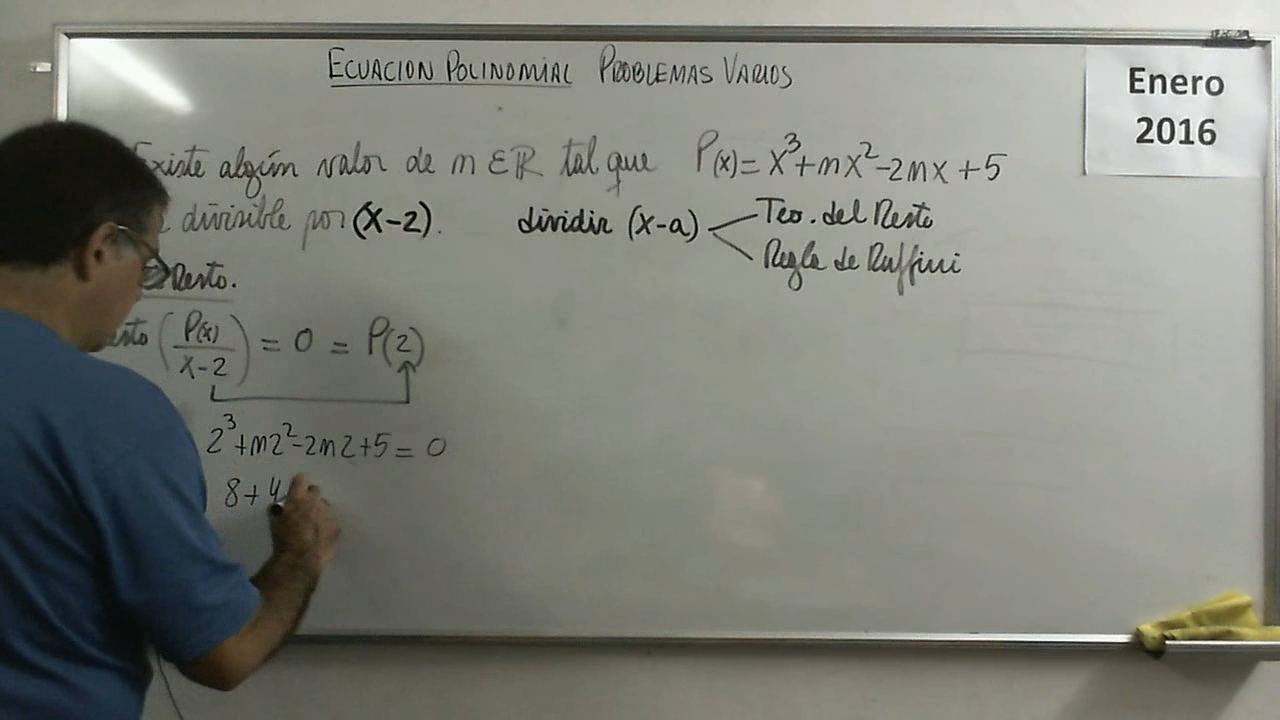 ECUACION POLINOMIAL PROBLEMAS VARIOS
Enero
2016
Existe algún valor de m ∈ ℝ tal que P(x) = x³ + mx² - 2mx + 5
divisible por (x-2). dividir (x-a) Teo. del Resto
Regla de Ruffini
Resto.
(P(x)/x-2) = 0 = P(2)
2³ + m2² - 2m2 + 5 = 0
8 + 4